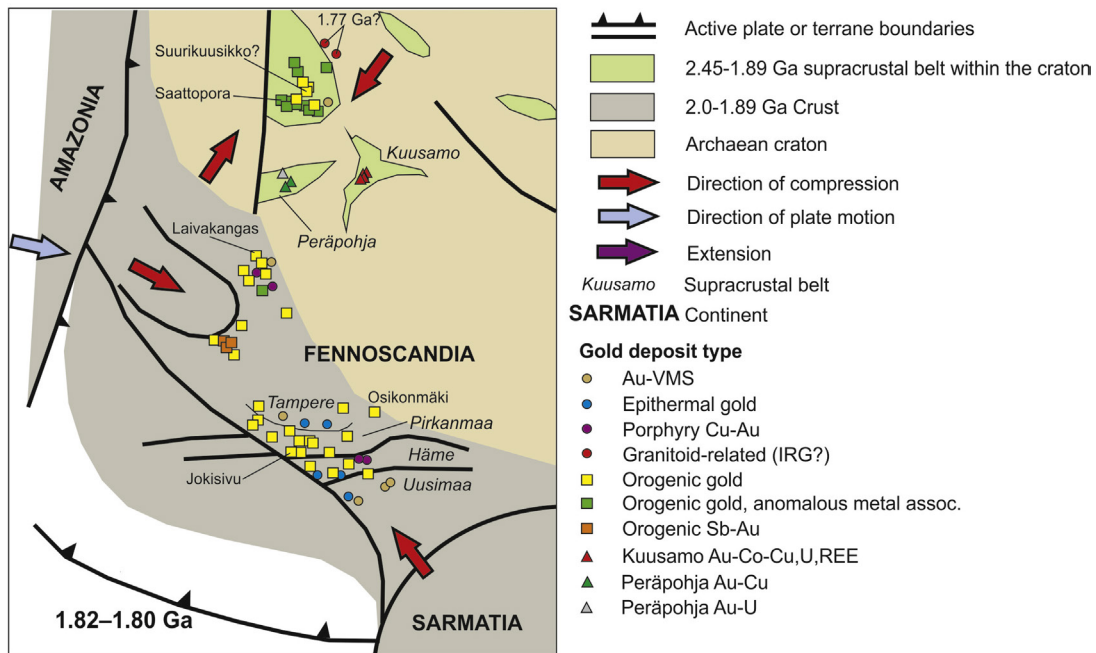 1.77 Ga?
Suurikuusikko?
Saattopora
AMAZONIA
Kuusamo
Laivakangas
Peräpohja
FENNOSCANDIA
Tampere
Osikonmäki
Pirkanmaa
Häme
Jokisivu
Uusimaa
1.82–1.80 Ga
SARMATIA
Active plate or terrane boundaries
2.45-1.89 Ga supracrustal belt within the craton
2.0-1.89 Ga Crust
Archaean craton
Direction of compression
Direction of plate motion
Extension
Kuusamo Supracrustal belt
SARMATIA Continent
Gold deposit type
Au-VMS
Epithermal gold
Porphyry Cu-Au
Granitoid-related (IRG?)
Orogenic gold
Orogenic gold, anomalous metal assoc.
Orogenic Sb-Au
Kuusamo Au-Co-Cu,U,REE
Peräpohja Au-Cu
Peräpohja Au-U